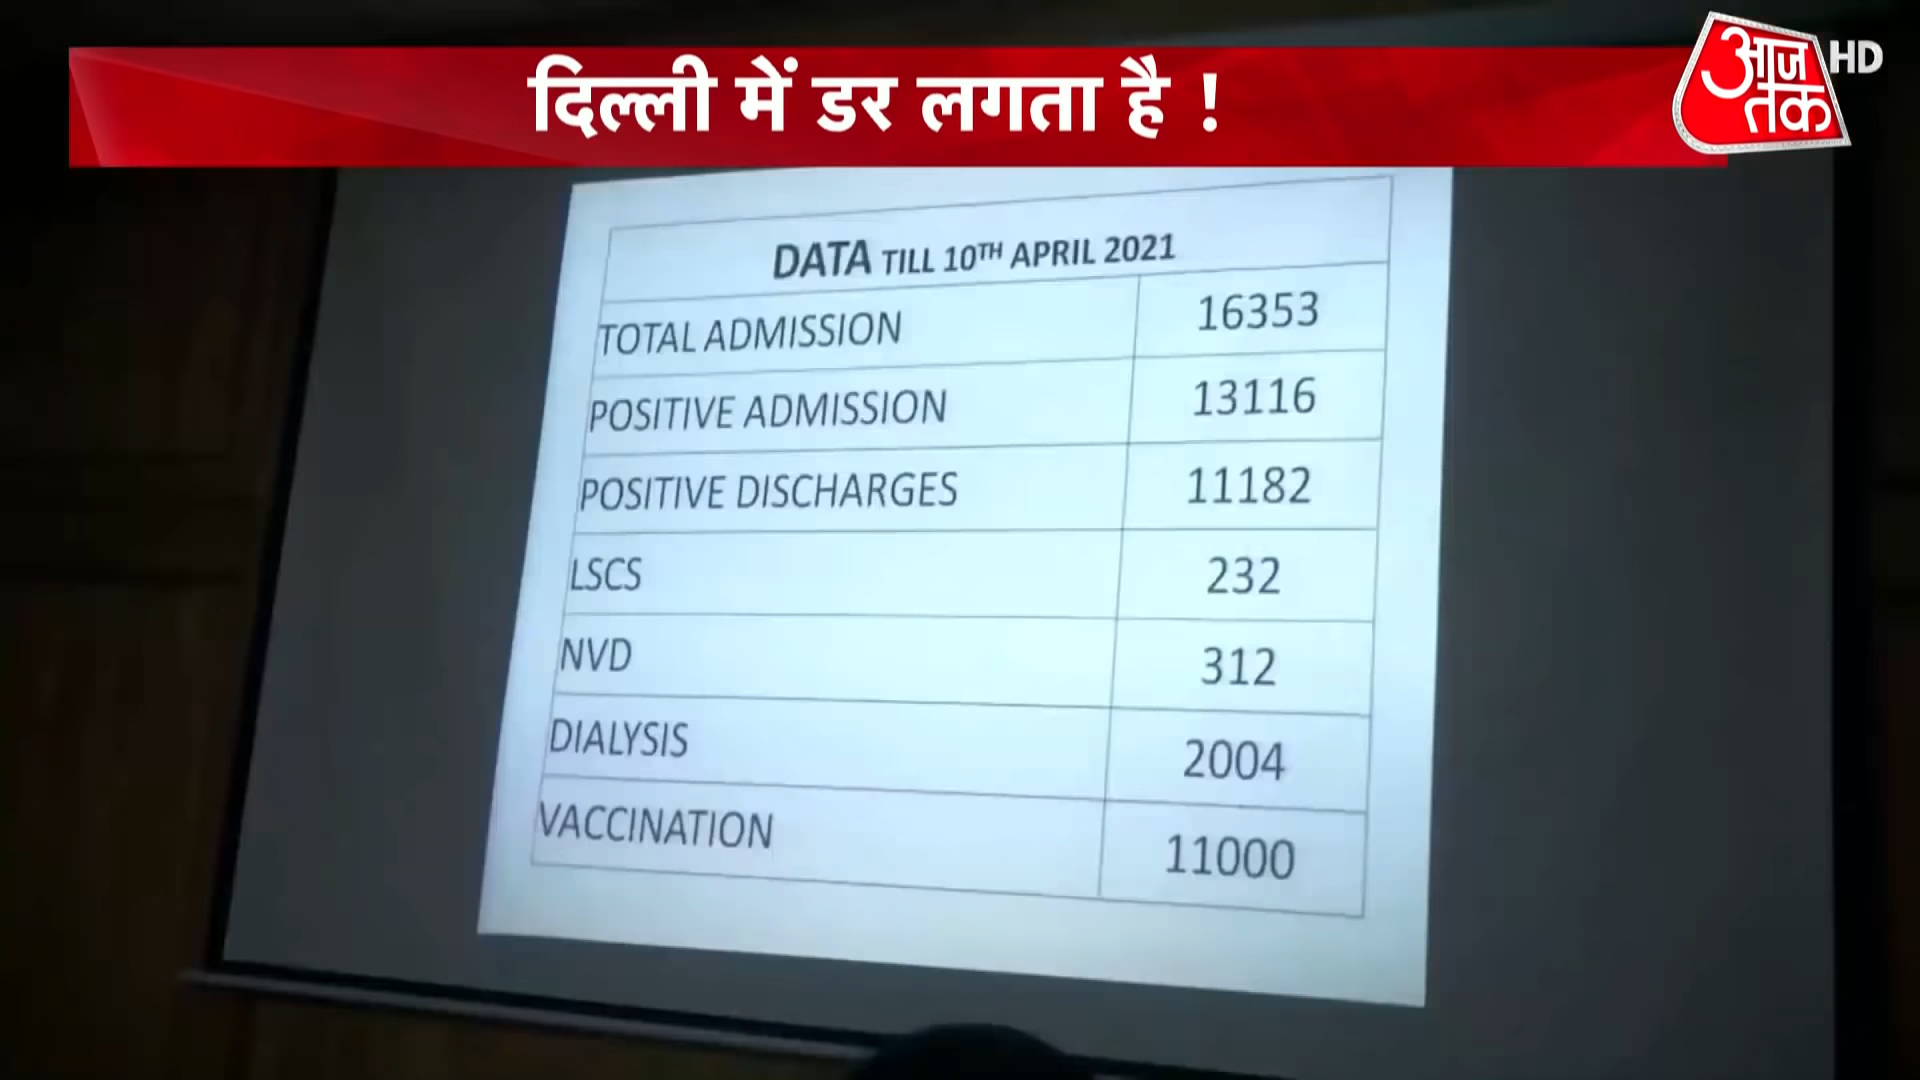 दिल्ली में डर लगता है !
आज
तक
HD
DATA TILL 10TH APRIL 2021
TOTAL ADMISSION 16353
POSITIVE ADMISSION 13116
POSITIVE DISCHARGES 11182
LSCS 232
NVD 312
DIALYSIS 2004
VACCINATION 11000